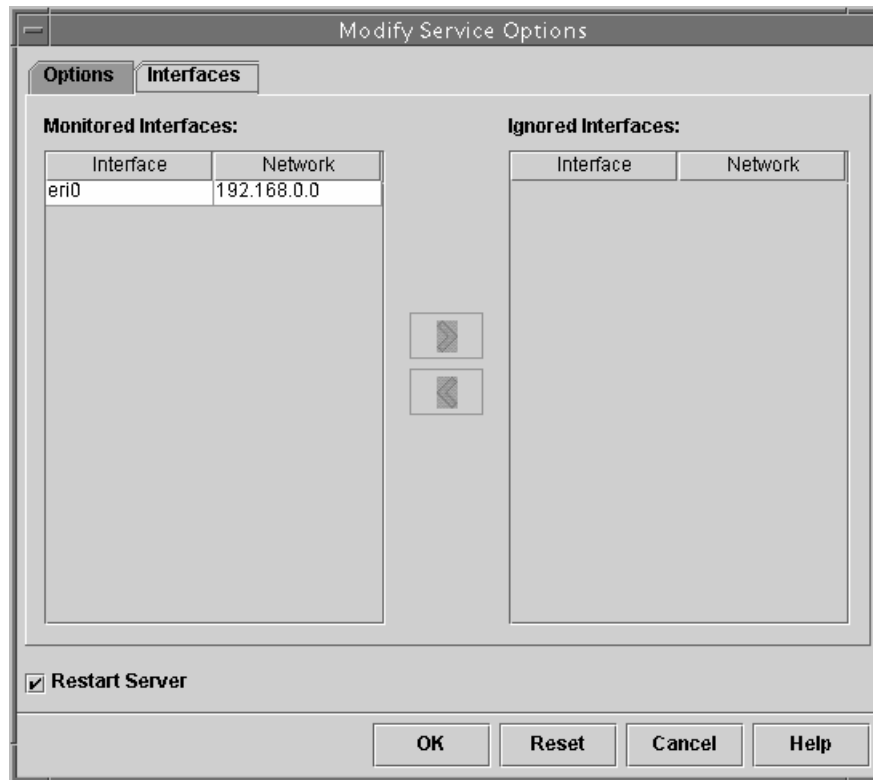 Modify Service Options
Options Interfaces
Monitored Interfaces: Ignored Interfaces:
Interface Network Interface Network
eri0 192.168.0.0
Restart Server
OK Reset Cancel Help